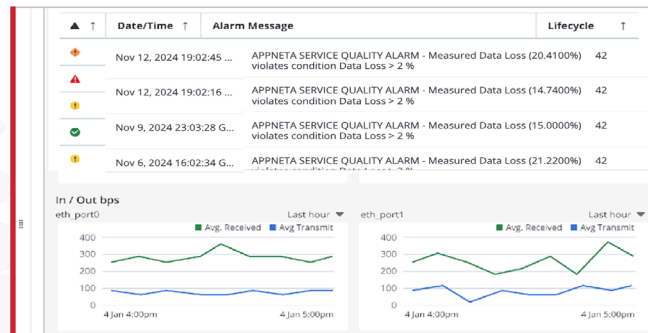 ▲ ↑ Date/Time ↑ Alarm Message Lifecycle ↑
Nov 12, 2024 19:02:45 ... APPNETA SERVICE QUALITY ALARM - Measured Data Loss (20.4100%) 42
violates condition Data Loss > 2 %
Nov 12, 2024 19:02:16 ... APPNETA SERVICE QUALITY ALARM - Measured Data Loss (14.7400%) 42
violates condition Data Loss > 2 %
Nov 9, 2024 23:03:28 G... APPNETA SERVICE QUALITY ALARM - Measured Data Loss (15.0000%) 42
violates condition Data Loss > 2 %
Nov 6, 2024 16:02:34 G... APPNETA SERVICE QUALITY ALARM - Measured Data Loss (21.2200%) 42
In / Out bps
eth_port0 Last hour
Avg. Received Avg Transmit
400
300
200
100
0
4 Jan 4:00pm 4 Jan 5:00pm
eth_port1 Last hour
Avg. Received Avg Transmit
400
300
200
100
0
4 Jan 4:00pm 4 Jan 5:00pm